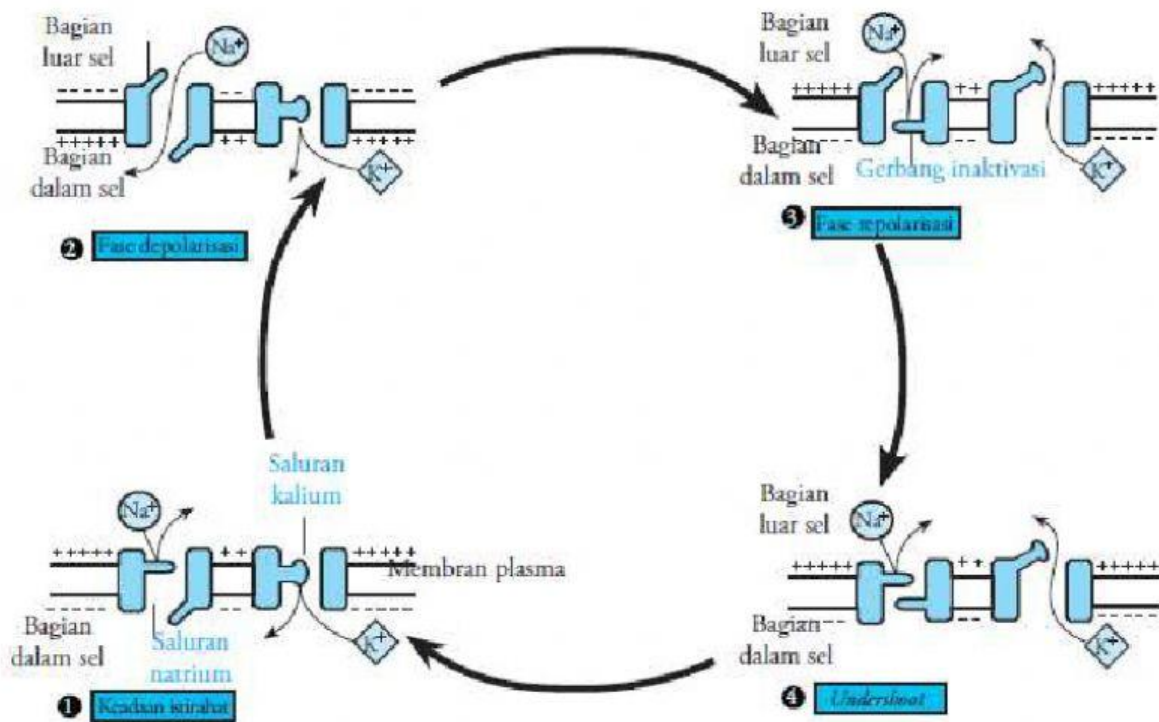 Bagian
luar sel
Na+
-----
--
-----
+++++
++
+++++
Bagian
dalam sel
K+
2 Fase depolarisasi
Bagian
luar sel
Na+
+++++
++
+++++
-----
--
-----
Bagian
dalam sel
Gerbang inaktivasi
K+
3 Fase repolarisasi
Saluran
kalium
Na+
+++++
++
+++++
Membran plasma
-----
--
-----
Bagian
dalam sel
Saluran
natrium
K+
1 Keadaan istirahat
Bagian
luar sel
Na+
+++++
++
+++++
-----
--
-----
Bagian
dalam sel
K+
4 Undershoot